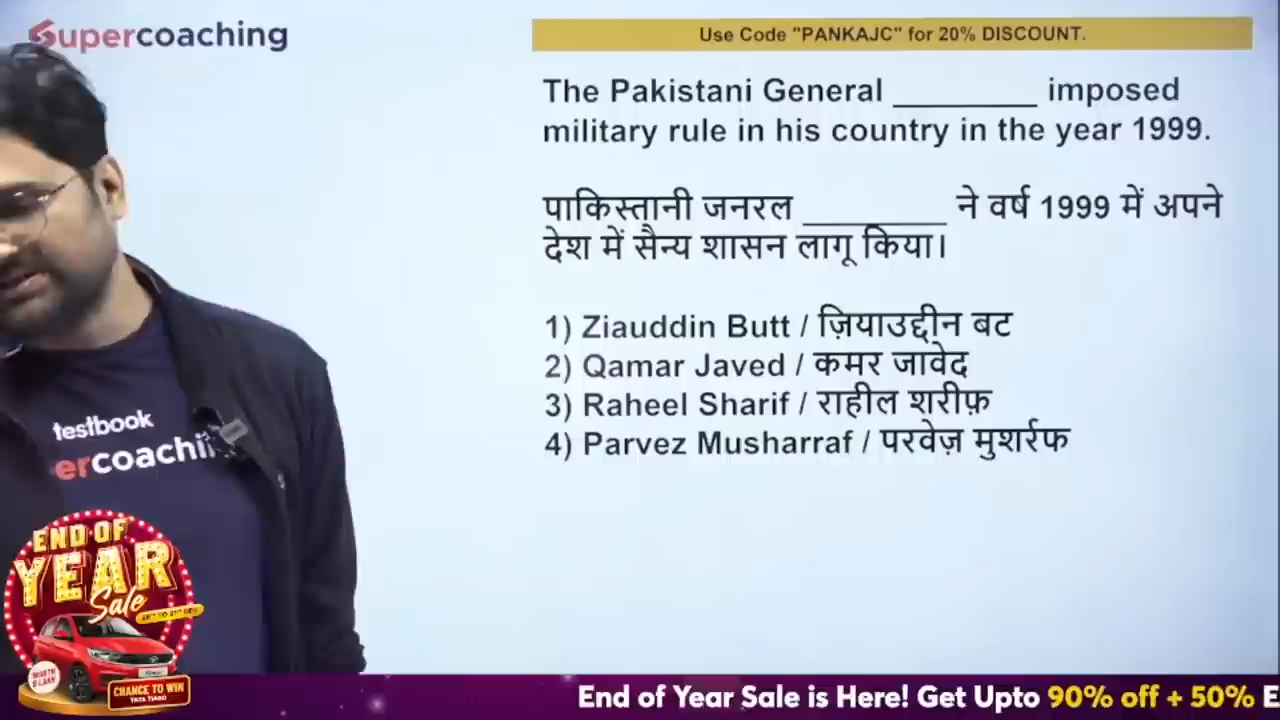 Supercoaching
Use Code "PANKAJC" for 20% DISCOUNT.
The Pakistani General ________ imposed
military rule in his country in the year 1999.
पाकिस्तानी जनरल ________ ने वर्ष 1999 में अपने
देश में सैन्य शासन लागू किया।
1) Ziauddin Butt / ज़ियाउद्दीन बट
2) Qamar Javed / कमर जावेद
3) Raheel Sharif / राहील शरीफ़
4) Parvez Musharraf / परवेज़ मुशर्रफ
testbook
ercoachi
END OF
YEAR
Sale
CHANCE TO WIN
TATA TIAGO
End of Year Sale is Here! Get Upto 90% off + 50% E